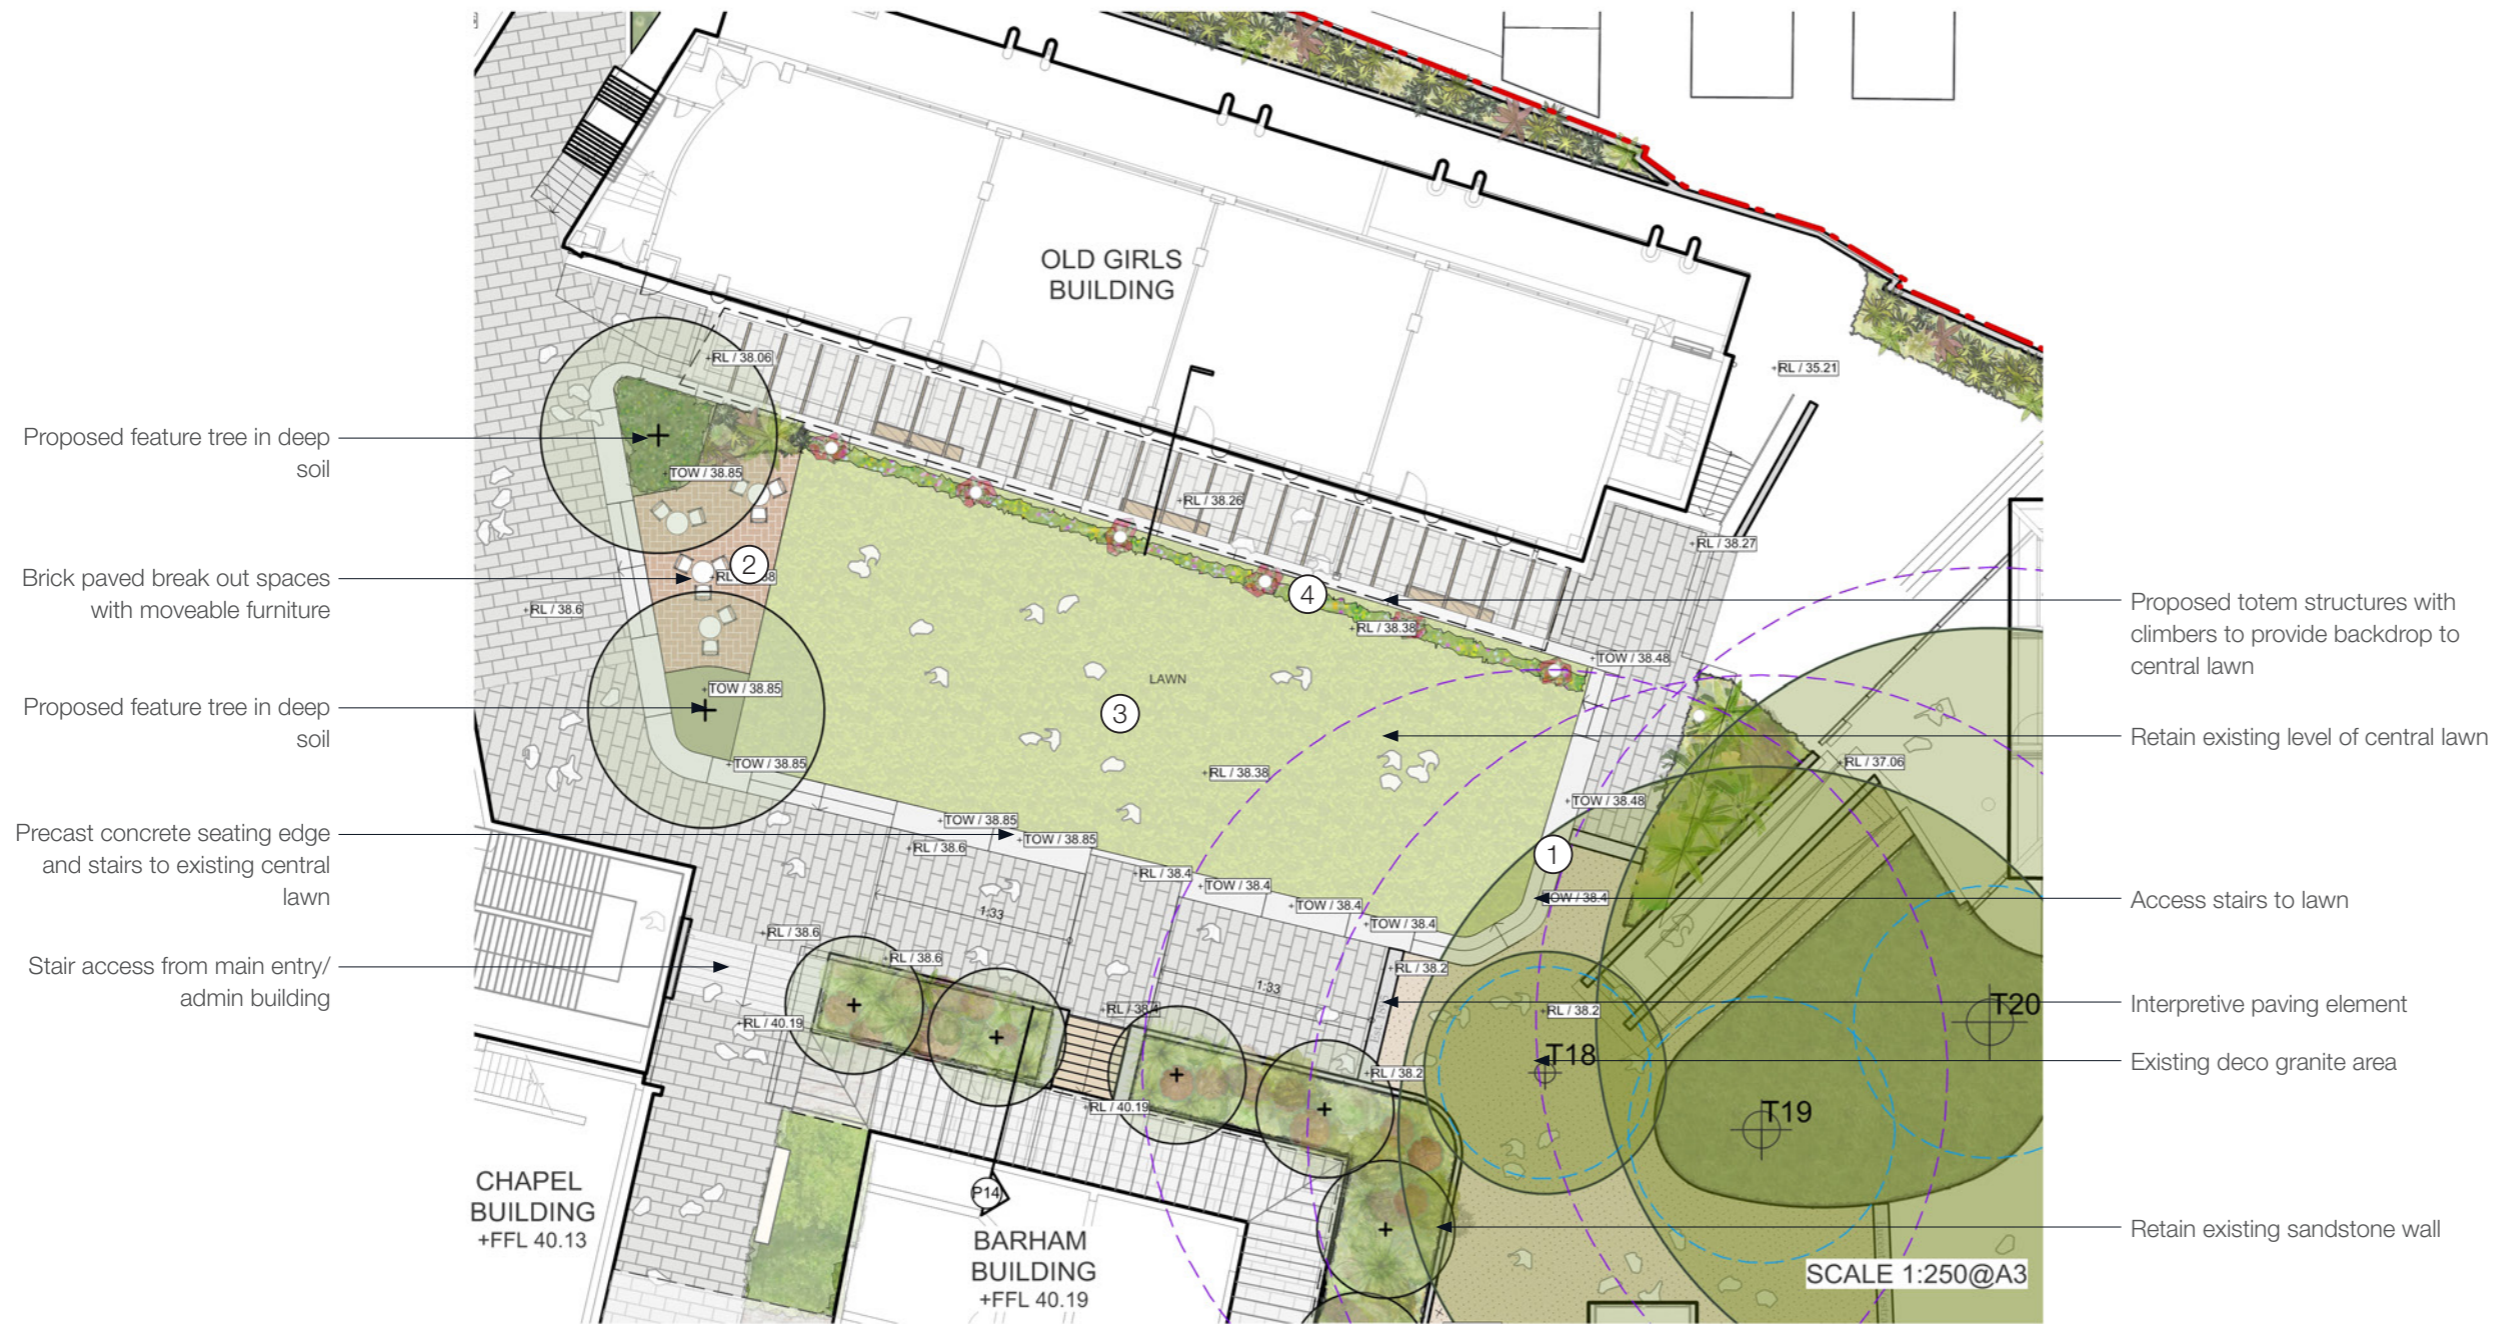 OLD GIRLS
BUILDING
+RL / 38.06
+RL / 35.21
Proposed feature tree in deep
soil
+TOW / 38.85
+RL / 38.26
+RL / 38.27
2
Brick paved break out spaces
with moveable furniture
+RL / 38.6
4
Proposed totem structures with
climbers to provide backdrop to
central lawn
+RL / 38.38
+TOW / 38.48
LAWN
+TOW / 38.85
3
Proposed feature tree in deep
soil
Retain existing level of central lawn
+TOW / 38.85
+RL / 38.38
+RL / 37.06
+TOW / 38.48
Precast concrete seating edge
and stairs to existing central
lawn
+TOW / 38.85
+TOW / 38.85
+RL / 38.6
1
+RL / 38.4
+TOW / 38.4
+TOW / 38.4
+TOW / 38.4
TOW / 38.4
Access stairs to lawn
1:33
+RL / 38.6
+RL / 38.6
+RL / 38.2
Stair access from main entry/
admin building
1:33
+RL / 38.4
+RL / 38.2
+RL / 40.19
Interpretive paving element
T20
T18
Existing deco granite area
+RL / 38.2
+RL / 40.19
T19
CHAPEL
BUILDING
+FFL 40.13
P14
BARHAM
BUILDING
+FFL 40.19
Retain existing sandstone wall
SCALE 1:250@A3